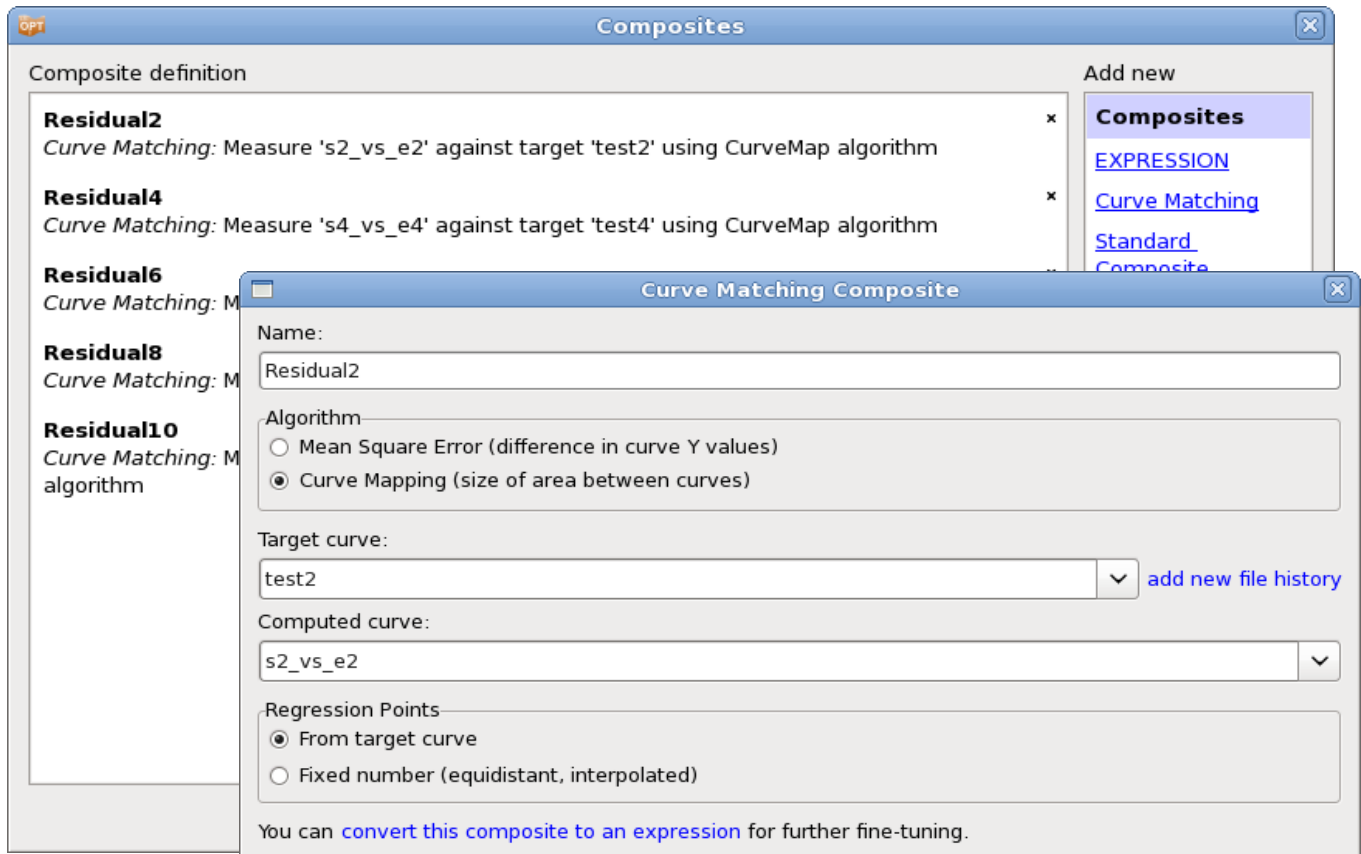 OPT
Composites
Composite definition
Add new
Residual2
Curve Matching: Measure 's2_vs_e2' against target 'test2' using CurveMap algorithm
Residual4
Curve Matching: Measure 's4_vs_e4' against target 'test4' using CurveMap algorithm
Residual6
Curve Matching: M
Residual8
Curve Matching: M
Residual10
Curve Matching: M
algorithm
Composites
EXPRESSION
Curve Matching
Standard
Composite
Curve Matching Composite
Name:
Residual2
Algorithm
Mean Square Error (difference in curve Y values)
Curve Mapping (size of area between curves)
Target curve:
test2
add new file history
Computed curve:
s2_vs_e2
Regression Points
From target curve
Fixed number (equidistant, interpolated)
You can convert this composite to an expression for further fine-tuning.